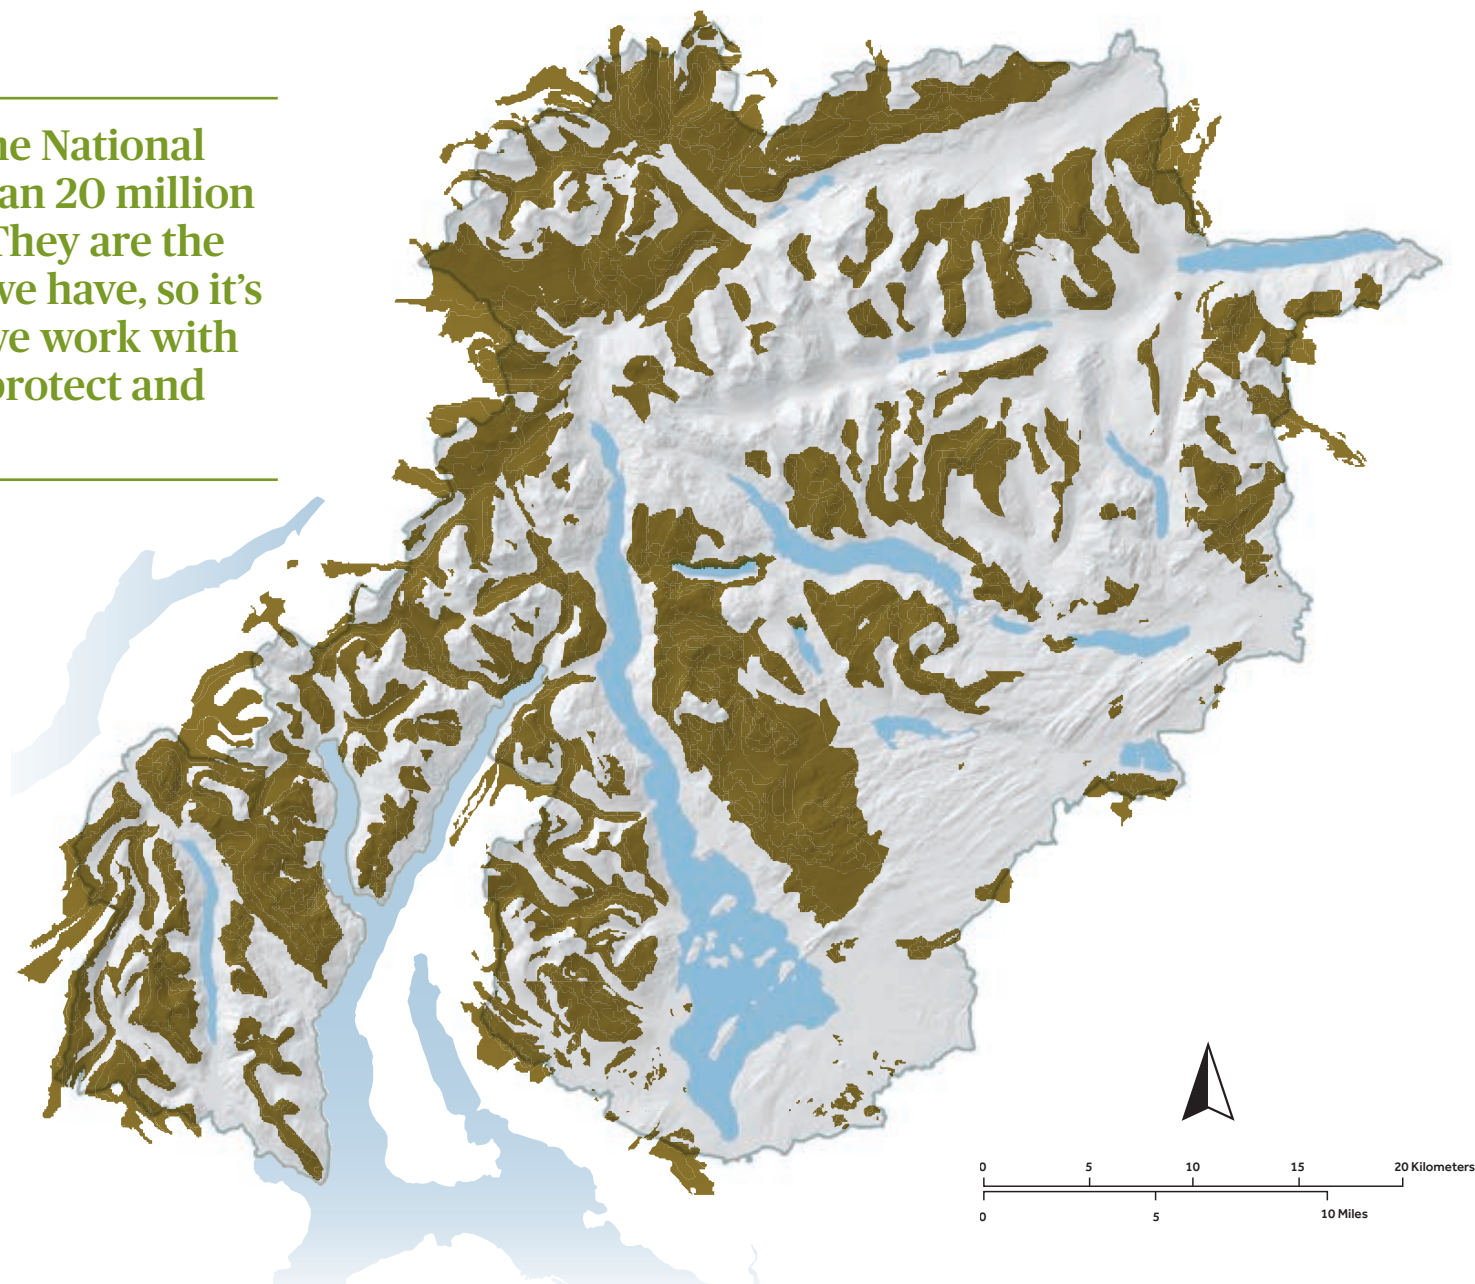 ne National
an 20 million
They are the
we have, so it’s
ve work with
protect and
0 5 10 15 20 Kilometers
0 5 10 Miles